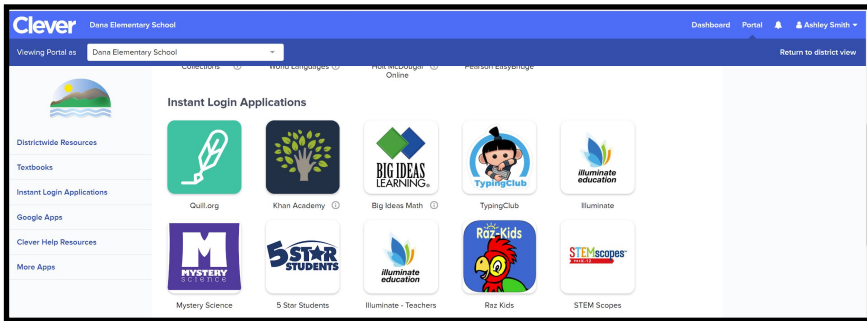 Clever Dana Elementary School Dashboard Portal Ashley Smith
Viewing Portal as Dana Elementary School Return to district view
Collections World Languages Holt McDougal Online Pearson EasyBridge
Instant Login Applications
Districtwide Resources
Textbooks
Instant Login Applications
Google Apps
Clever Help Resources
More Apps
BIG IDEAS
LEARNING®
TypingClub
illuminate
education
Quill.org Khan Academy Big Ideas Math TypingClub Illuminate
MYSTERY
science
5 STAR
STUDENTS
illuminate
education
Raz-Kids
STEMscopes™
Mystery Science 5 Star Students Illuminate - Teachers Raz Kids STEM Scopes